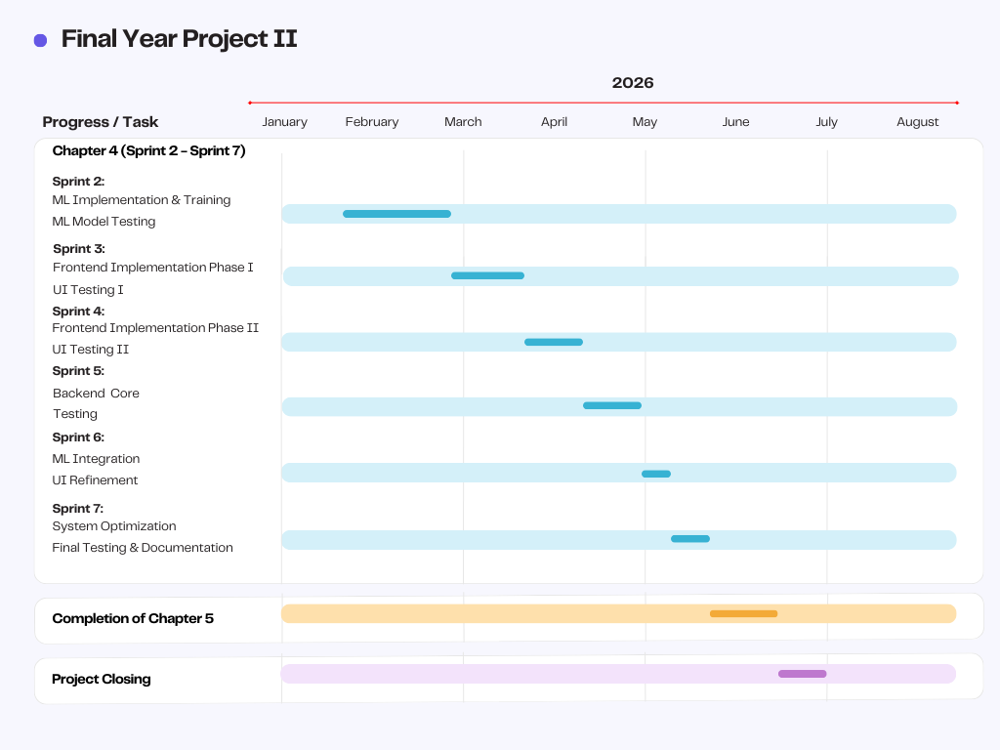 Final Year Project II
2026
Progress / Task
January February March April May June July August
Chapter 4 (Sprint 2 - Sprint 7)
Sprint 2:
ML Implementation & Training
ML Model Testing
Sprint 3:
Frontend Implementation Phase I
UI Testing I
Sprint 4:
Frontend Implementation Phase II
UI Testing II
Sprint 5:
Backend Core
Testing
Sprint 6:
ML Integration
UI Refinement
Sprint 7:
System Optimization
Final Testing & Documentation
Completion of Chapter 5
Project Closing